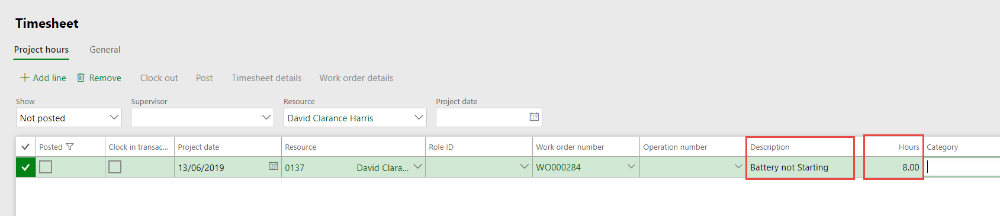 Timesheet
Project hours General
Add line Remove Clock out Post Timesheet details Work order details
Show Supervisor Resource Project date
Not posted David Clarance Harris
Posted Clock in transac... Project date Resource Role ID Work order number Operation number Description Hours Category
13/06/2019 0137 David Clara... WO000284 Battery not Starting 8.00